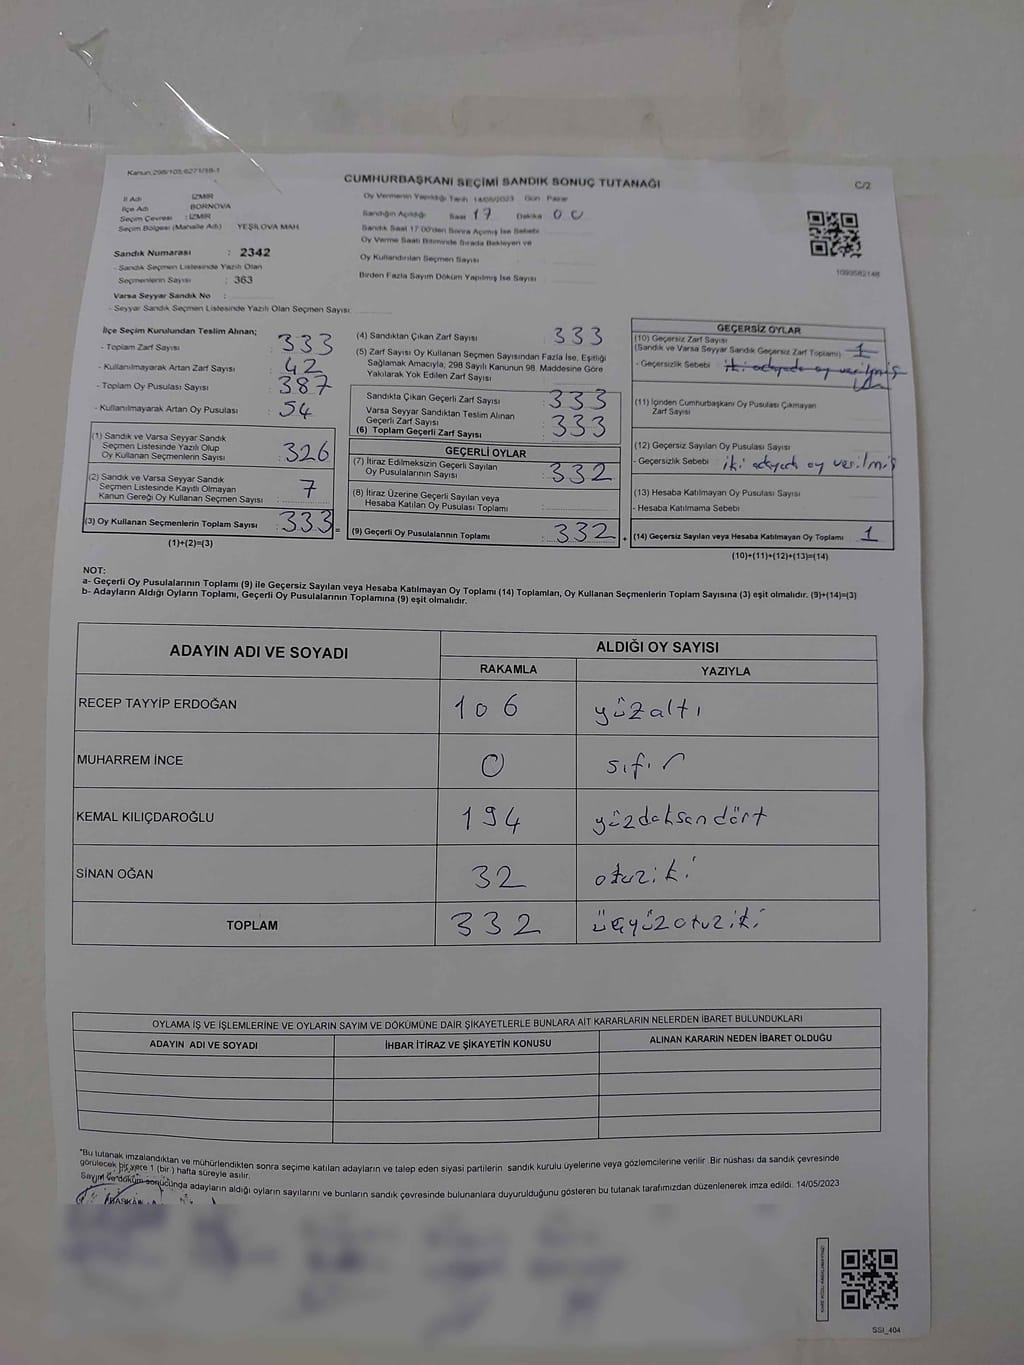 Kanun.298/105;6271/18-1
CUMHURBAŞKANI SEÇİMİ SANDIK SONUÇ TUTANAĞI
C/2
İl Adı : İZMİR
İlçe Adı BORNOVA
Seçim Çevresi : İZMİR
Seçim Bölgesi (Mahalle Adı) YEŞİLOVA MAH.
Oy Vermenin Yapıldığı Tarih 14/05/2023 Gün Pazar
Sandığın Açıldığı Saat 17 Dakika 00
Sandık Saat 17:00'den Sonra Açılmış İse Sebebi
Oy Verme Saati Bitiminde Sırada Bekleyen ve
Oy Kullandırılan Seçmen Sayısı
Birden Fazla Sayım Döküm Yapılmış İse Sayısı
1093582148
Sandık Numarası : 2342
- Sandık Seçmen Listesinde Yazılı Olan
Seçmenlerin Sayısı : 363
Varsa Seyyar Sandık No :
- Seyyar Sandık Seçmen Listesinde Yazılı Olan Seçmen Sayısı:
İlçe Seçim Kurulundan Teslim Alınan;
- Toplam Zarf Sayısı : 333
- Kullanılmayarak Artan Zarf Sayısı : 42
- Toplam Oy Pusulası Sayısı : 387
- Kullanılmayarak Artan Oy Pusulası : 54
(1) Sandık ve Varsa Seyyar Sandık
Seçmen Listesinde Yazılı Olup
Oy Kullanan Seçmenlerin Sayısı : 326
(2) Sandık ve Varsa Seyyar Sandık
Seçmen Listesinde Kayıtlı Olmayan
Kanun Gereği Oy Kullanan Seçmen Sayısı : 7
(3) Oy Kullanan Seçmenlerin Toplam Sayısı : 333 =
(1)+(2)=(3)
(4) Sandıktan Çıkan Zarf Sayısı : 333
(5) Zarf Sayısı Oy Kullanan Seçmen Sayısından Fazla İse, Eşitliği
Sağlamak Amacıyla, 298 Sayılı Kanunun 98. Maddesine Göre
Yakılarak Yok Edilen Zarf Sayısı :
Sandıkta Çıkan Geçerli Zarf Sayısı : 333
Varsa Seyyar Sandıktan Teslim Alınan
Geçerli Zarf Sayısı :
(6) Toplam Geçerli Zarf Sayısı : 333
GEÇERLİ OYLAR
(7) İtiraz Edilmeksizin Geçerli Sayılan
Oy Pusulalarının Sayısı : 332
(8) İtiraz Üzerine Geçerli Sayılan veya
Hesaba Katılan Oy Pusulası Toplamı :
(9) Geçerli Oy Pusulalarının Toplamı : 332 +
GEÇERSİZ OYLAR
(10) Geçersiz Zarf Sayısı
(Sandık ve Varsa Seyyar Sandık Geçersiz Zarf Toplamı) : 1
- Geçersizlik Sebebi : iki adayada oy verilmiş
(11) İçinden Cumhurbaşkanı Oy Pusulası Çıkmayan
Zarf Sayısı
(12) Geçersiz Sayılan Oy Pusulası Sayısı
- Geçersizlik Sebebi : iki adayada oy verilmiş
(13) Hesaba Katılmayan Oy Pusulası Sayısı
- Hesaba Katılmama Sebebi
(14) Geçersiz Sayılan veya Hesaba Katılmayan Oy Toplamı : 1
(10)+(11)+(12)+(13)=(14)
NOT:
a- Geçerli Oy Pusulalarının Toplamı (9) ile Geçersiz Sayılan veya Hesaba Katılmayan Oy Toplamı (14) Toplamları, Oy Kullanan Seçmenlerin Toplam Sayısına (3) eşit olmalıdır. (9)+(14)=(3)
b- Adayların Aldığı Oyların Toplamı, Geçerli Oy Pusulalarının Toplamına (9) eşit olmalıdır.
ADAYIN ADI VE SOYADI
ALDIĞI OY SAYISI
RAKAMLA YAZIYLA
RECEP TAYYİP ERDOĞAN 106 yüzaltı
MUHARREM İNCE 0 sıfır
KEMAL KILIÇDAROĞLU 194 yüzdoksandört
SİNAN OĞAN 32 otuziki
TOPLAM 332 üçyüzotuziki
OYLAMA İŞ VE İŞLEMLERİNE VE OYLARIN SAYIM VE DÖKÜMÜNE DAİR ŞİKAYETLERLE BUNLARA AİT KARARLARIN NELERDEN İBARET BULUNDUKLARI
ADAYIN ADI VE SOYADI İHBAR İTİRAZ VE ŞİKAYETİN KONUSU ALINAN KARARIN NEDEN İBARET OLDUĞU
*Bu tutanak imzalandıktan ve mühürlendikten sonra seçime katılan adayların ve talep eden siyasi partilerin sandık kurulu üyelerine veya gözlemcilerine verilir .Bir nüshası da sandık çevresinde
görülecek bir yere 1 (bir ) hafta süreyle asılır.
Sayım ve döküm sonucunda adayların aldığı oyların sayılarını ve bunların sandık çevresinde bulunanlara duyurulduğunu gösteren bu tutanak tarafımızdan düzenlenerek imza edildi. 14/05/2023
BAŞKAN
SSI_404